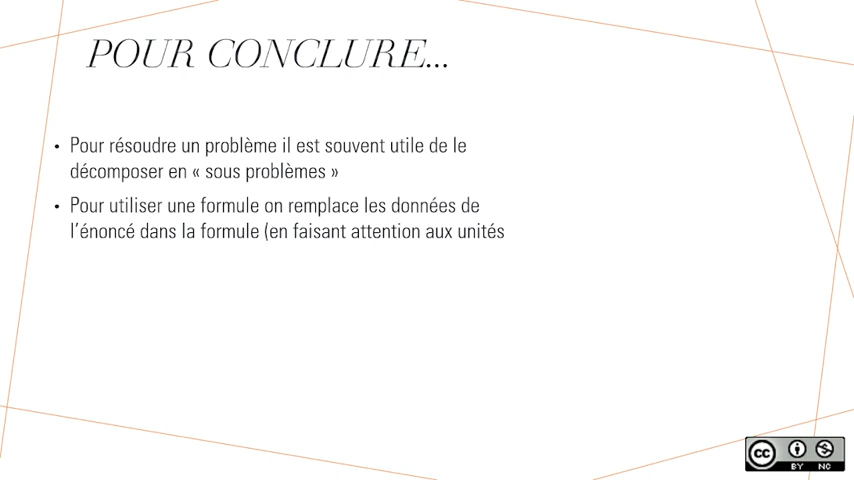 POUR CONCLURE...
• Pour résoudre un problème il est souvent utile de le
décomposer en « sous problèmes »
• Pour utiliser une formule on remplace les données de
l'énoncé dans la formule (en faisant attention aux unités
cc
BY NC